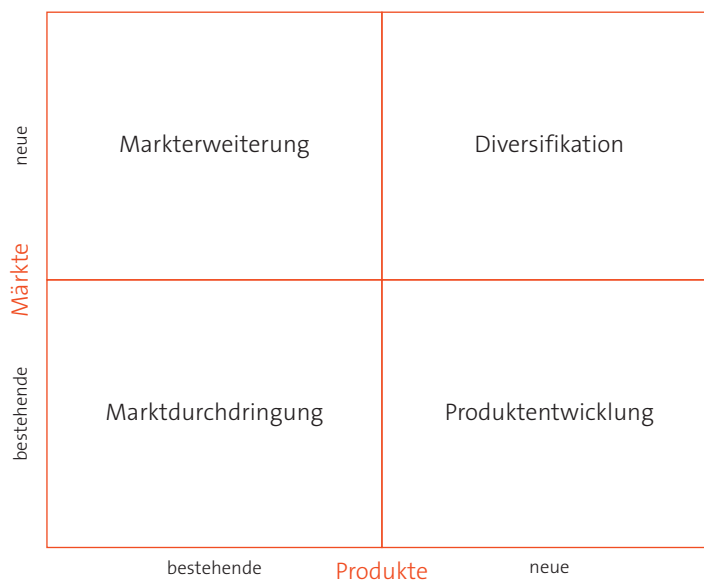 neue
Markterweiterung
Diversifikation
Märkte
bestehende
Marktdurchdringung
Produktentwicklung
bestehende
Produkte
neue